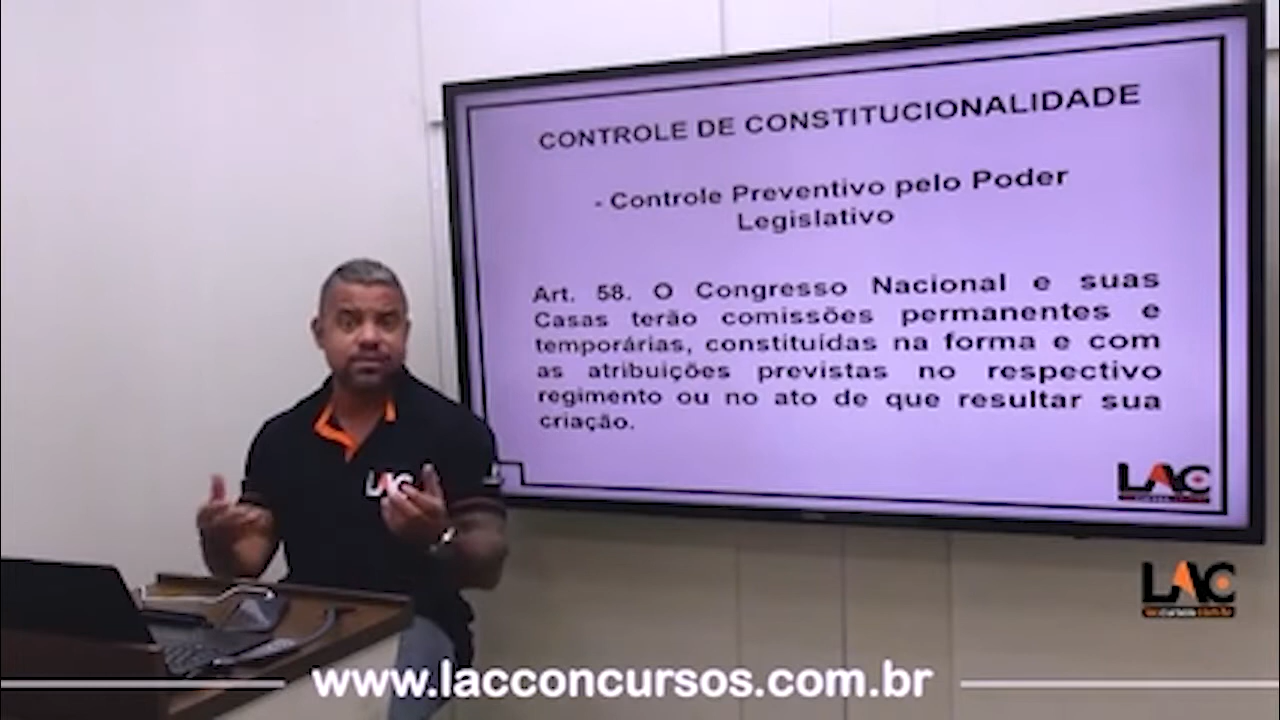 CONTROLE DE CONSTITUCIONALIDADE
- Controle Preventivo pelo Poder
Legislativo
Art. 58. O Congresso Nacional e suas
Casas terão comissões permanentes e
temporárias, constituídas na forma e com
as atribuições previstas no respectivo
regimento ou no ato de que resultar sua
criação.
LAC
LAC
LAC
www.lacconcursos.com.br